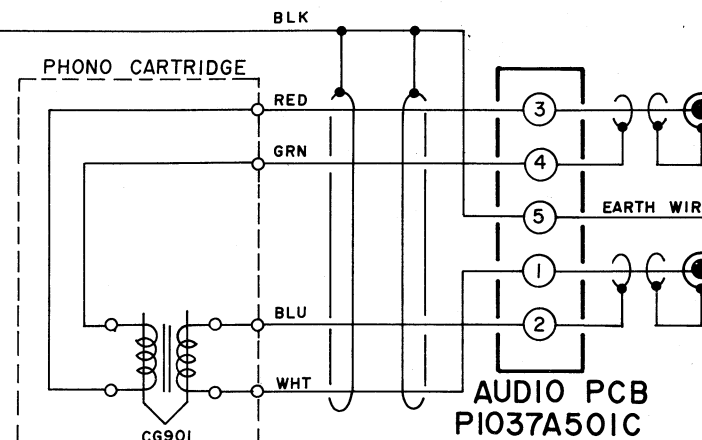 BLK
PHONO CARTRIDGE
RED
3
GRN
4
5
EARTH WIR
1
BLU
2
WHT
AUDIO PCB
P1037A501C
CG901